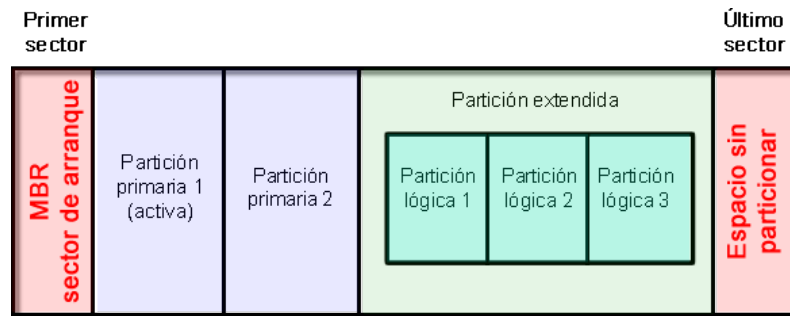 Primer
sector
Último
sector
MBR
sector de arranque
Partición
primaria 1
(activa)
Partición
primaria 2
Partición extendida
Partición
lógica 1
Partición
lógica 2
Partición
lógica 3
Espacio sin
particionar